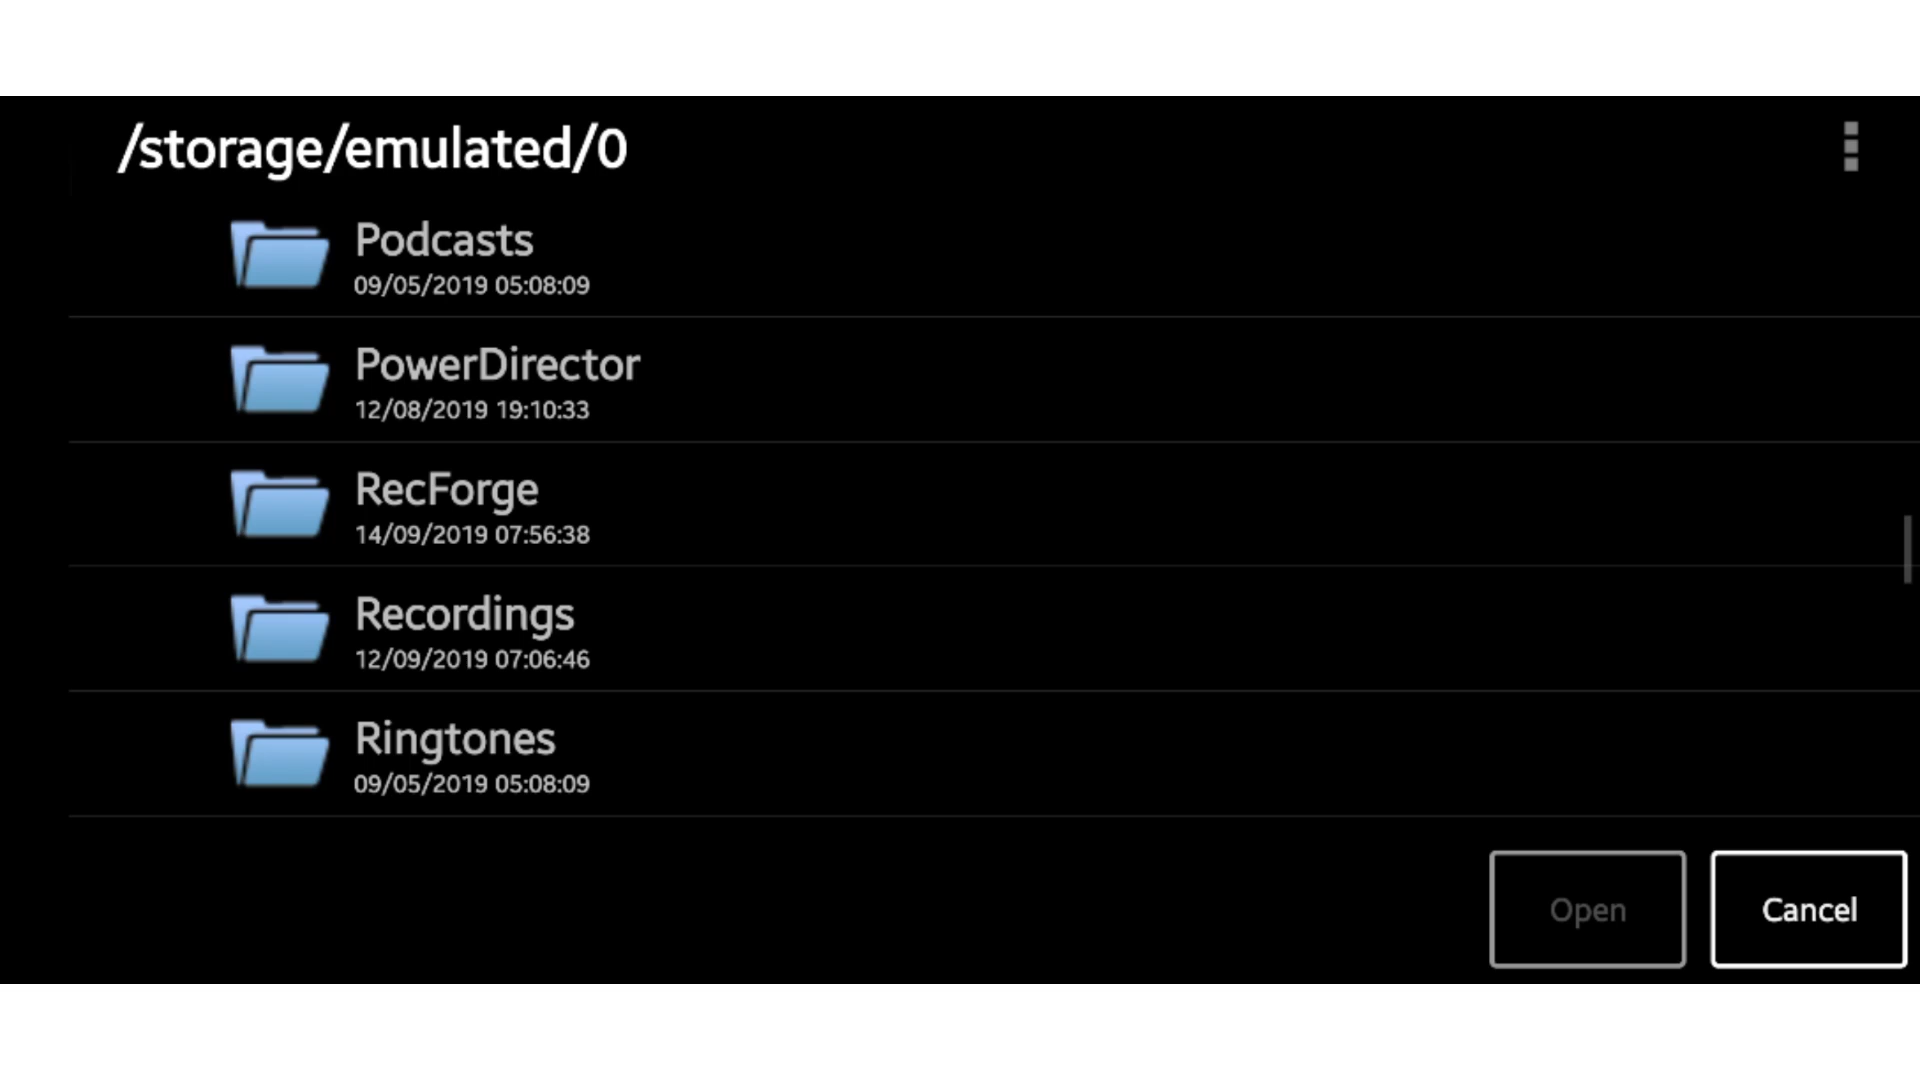 /storage/emulated/0
Podcasts
09/05/2019 05:08:09
PowerDirector
12/08/2019 19:10:33
RecForge
14/09/2019 07:56:38
Recordings
12/09/2019 07:06:46
Ringtones
09/05/2019 05:08:09
Open
Cancel